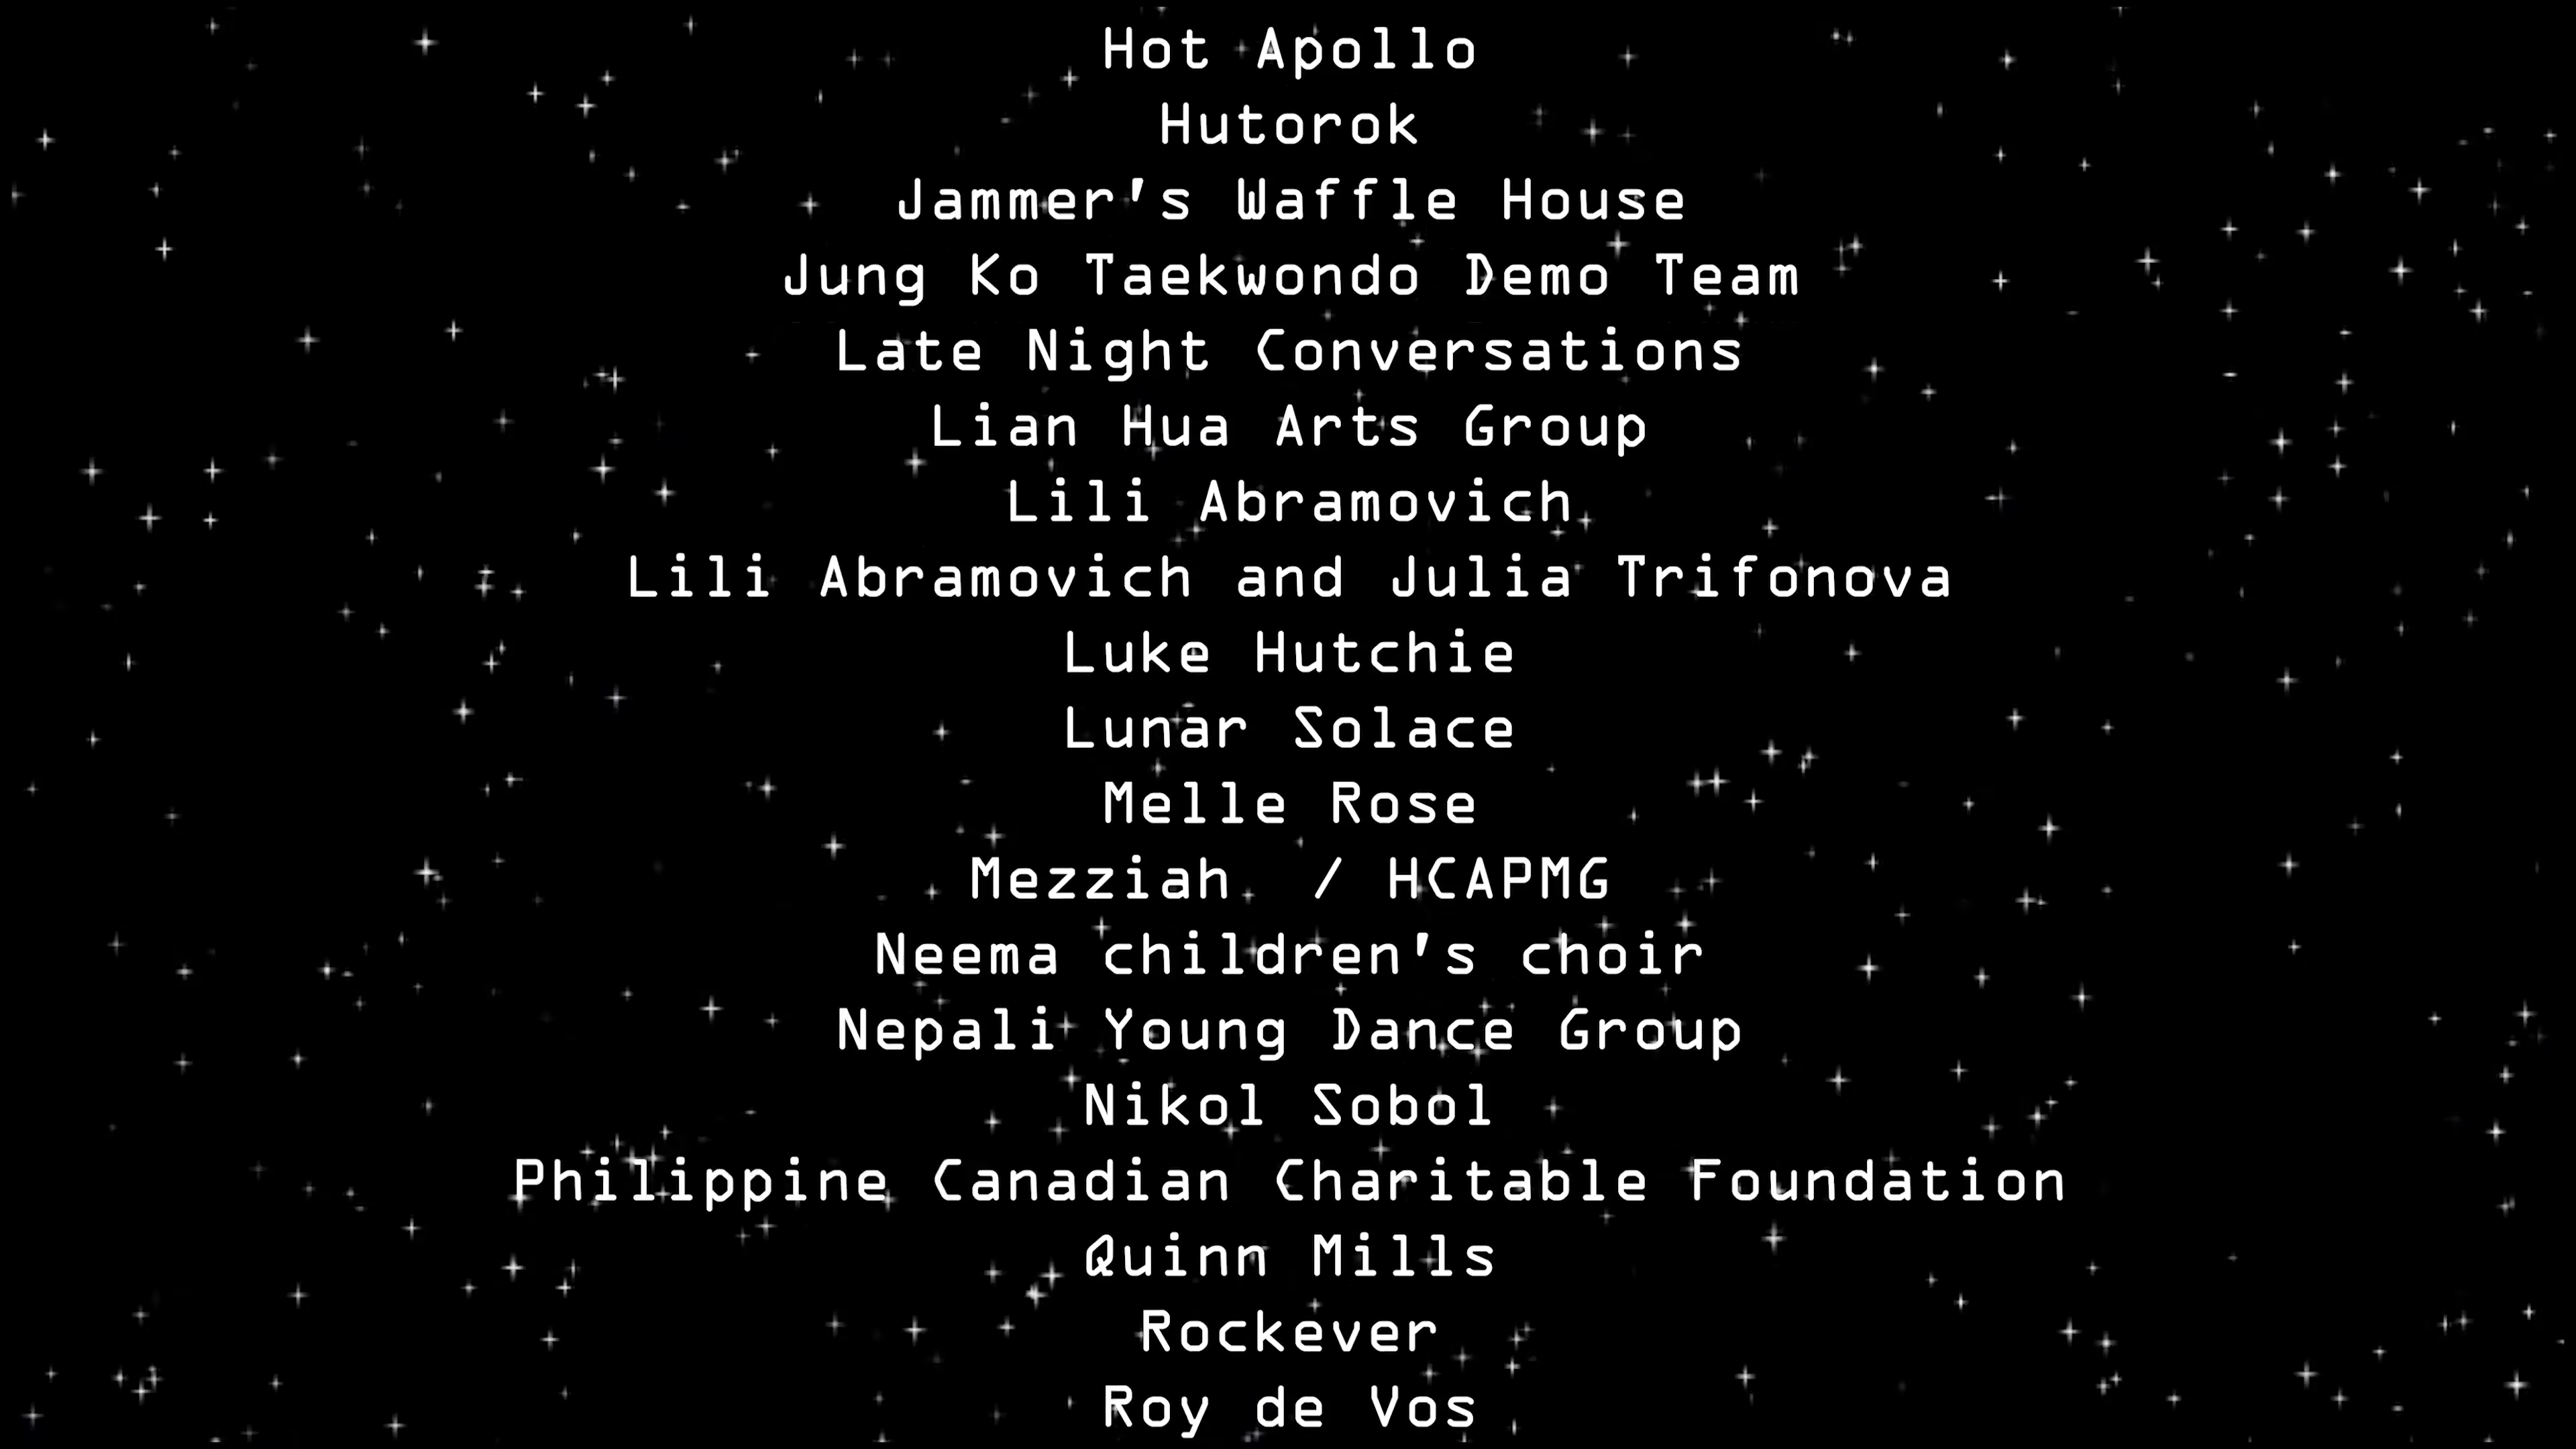 Hot Apollo
Hutorok
Jammer's Waffle House
Jung Ko Taekwondo Demo Team
Late Night Conversations
Lian Hua Arts Group
Lili Abramovich
Lili Abramovich and Julia Trifonova
Luke Hutchie
Lunar Solace
Melle Rose
Mezziah  / HCAPMG
Neema children's choir
Nepali Young Dance Group
Nikol Sobol
Philippine Canadian Charitable Foundation
Quinn Mills
Rockever
Roy de Vos